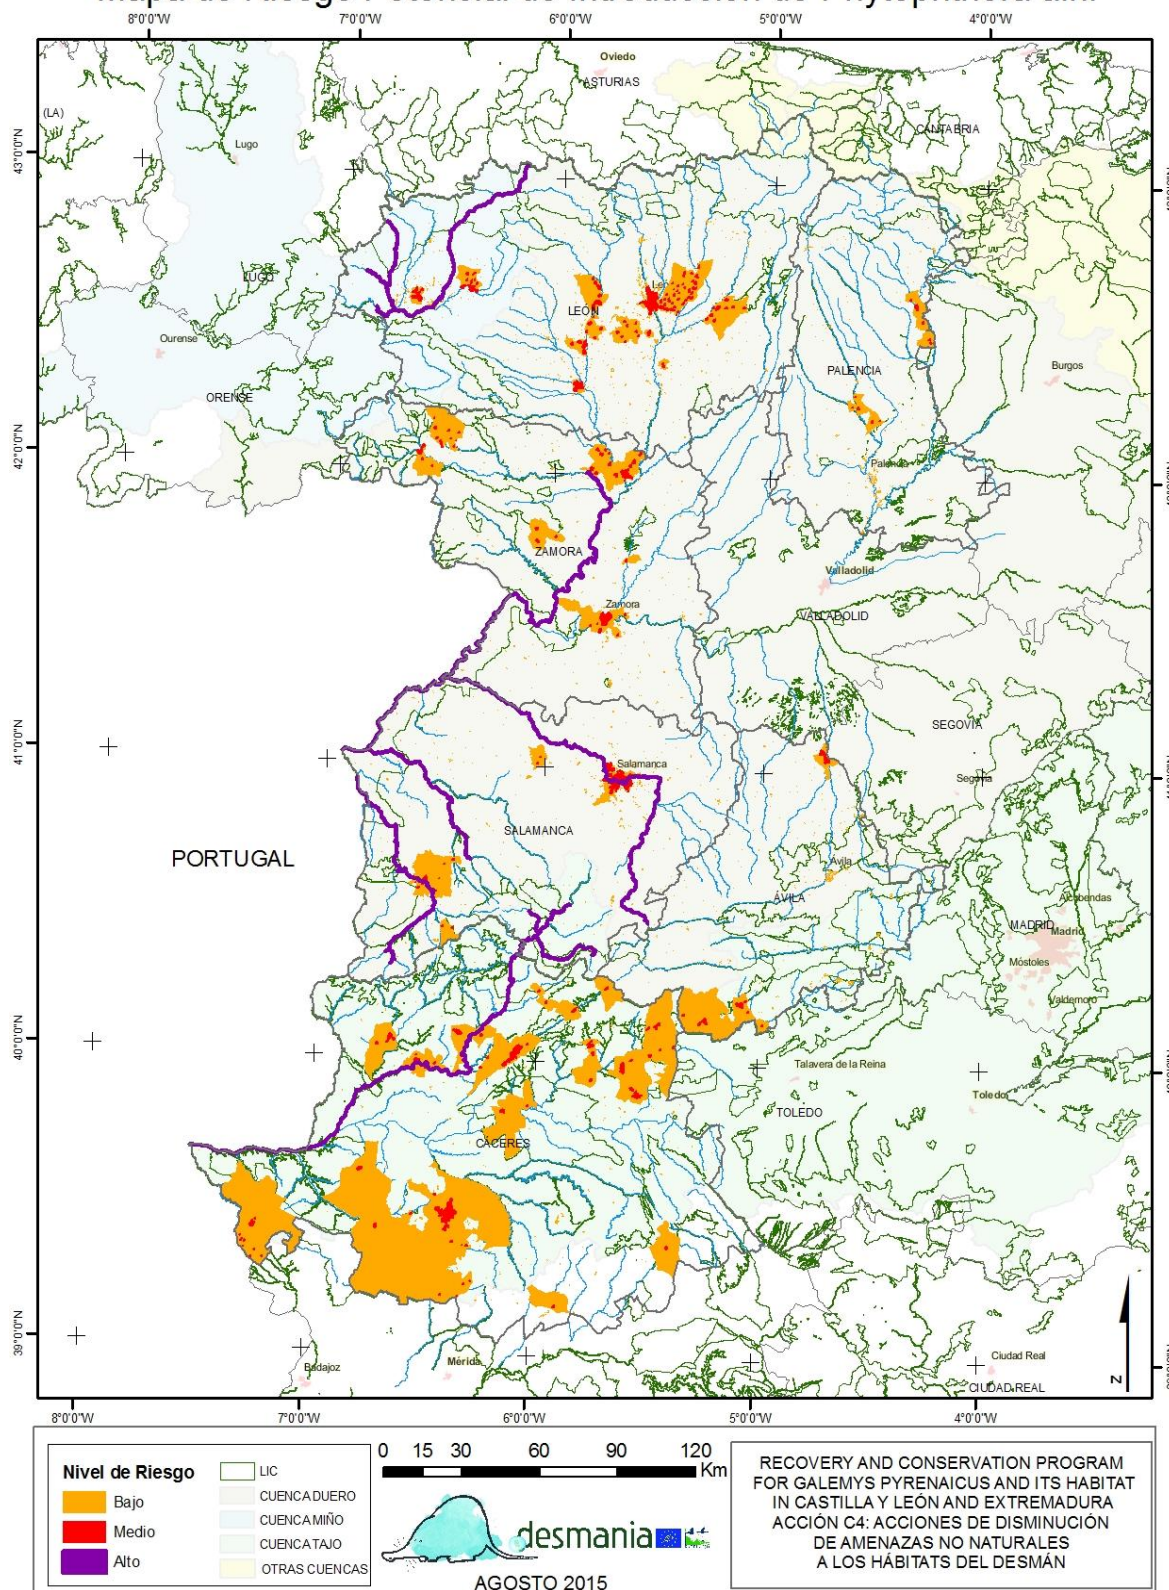 8°0'0"W 7°0'0"W 6°0'0"W 5°0'0"W 4°0'0"W
Oviedo
ASTURIAS
(LA)
CANTABRIA
Lugo
43°0'0"N
LUGO
LEÓN
Ourense
PALENCIA
Burgos
ORENSE
42°0'0"N
Palencia
ZAMORA
Valladolid
Zamora
VALLADOLID
SEGOVIA
41°0'0"N
Salamanca
Segovia
SALAMANCA
PORTUGAL
Ávila
ÁVILA
Alcobendas
MADRID
Madrid
Móstoles
Valdemoro
40°0'0"N
Talavera de la Reina
Toledo
TOLEDO
CÁCERES
39°0'0"N
Badajoz
Mérida
Ciudad Real
CIUDAD REAL
N
8°0'0"W 7°0'0"W 6°0'0"W 5°0'0"W 4°0'0"W
Nivel de Riesgo
Bajo
Medio
Alto
LIC
CUENCA DUERO
CUENCA MIÑO
CUENCA TAJO
OTRAS CUENCAS
0 15 30 60 90 120
Km
desmania
AGOSTO 2015
RECOVERY AND CONSERVATION PROGRAM
FOR GALEMYS PYRENAICUS AND ITS HABITAT
IN CASTILLA Y LEÓN AND EXTREMADURA
ACCIÓN C4: ACCIONES DE DISMINUCIÓN
DE AMENAZAS NO NATURALES
A LOS HÁBITATS DEL DESMÁN